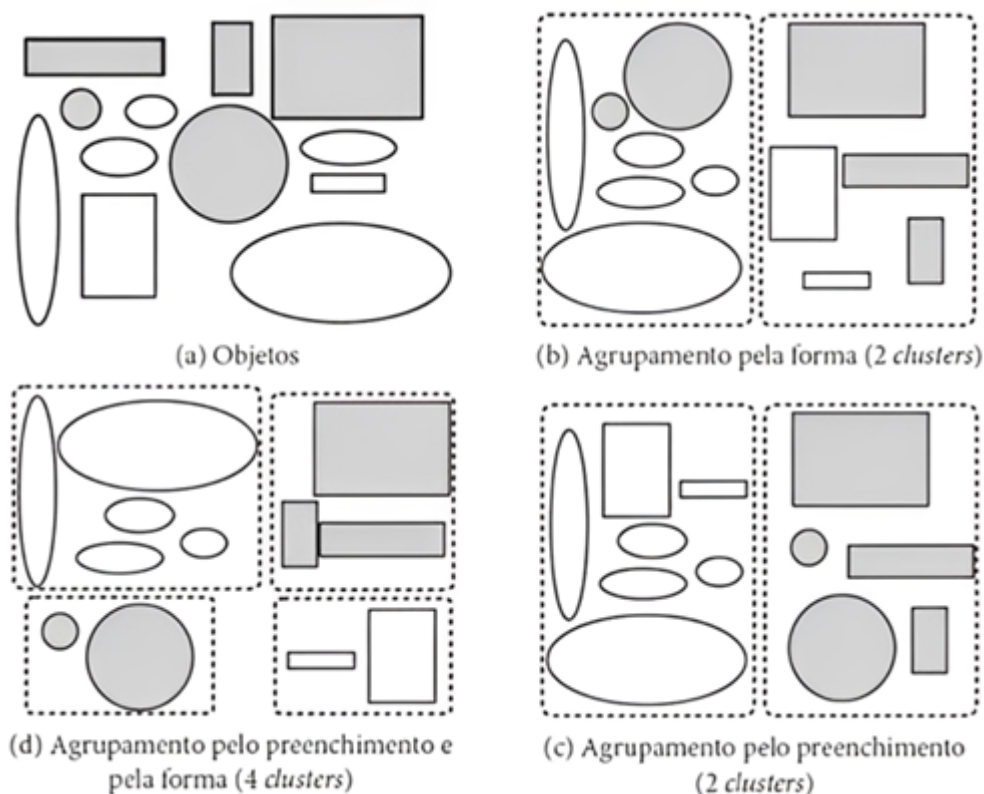 (a) Objetos
(b) Agrupamento pela forma (2 clusters)
(d) Agrupamento pelo preenchimento e
pela forma (4 clusters)
(c) Agrupamento pelo preenchimento
(2 clusters)